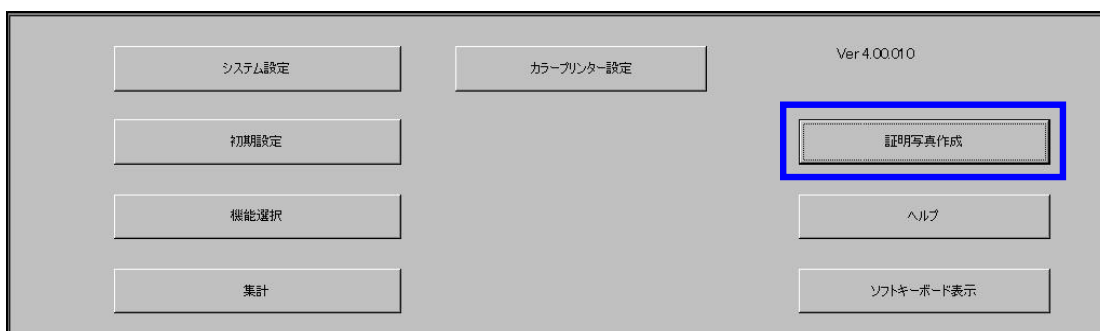 システム設定
カラープリンター設定
Ver 4.00.010
初期設定
証明写真作成
機能選択
ヘルプ
集計
ソフトキーボード表示